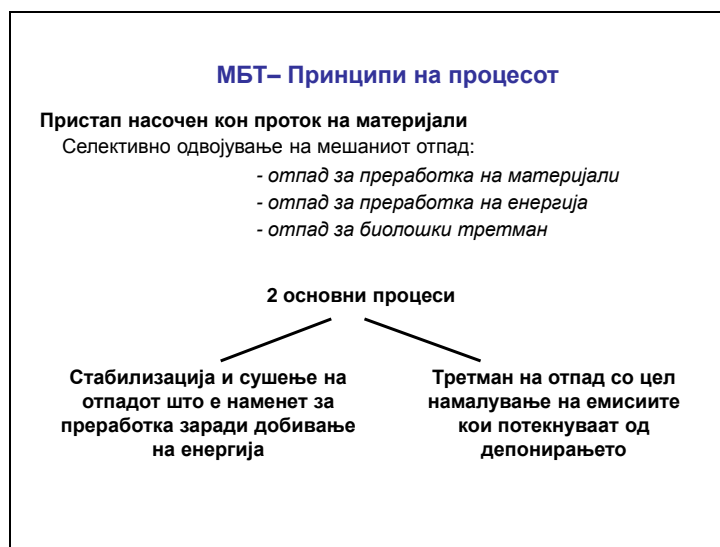 МБТ– Принципи на процесот
Пристап насочен кон проток на материјали
Селективно одвојување на мешаниот отпад:
- отпад за преработка на материјали
- отпад за преработка на енергија
- отпад за биолошки третман
2 основни процеси
Стабилизација и сушење на
отпадот што е наменет за
преработка заради добивање
на енергија
Третман на отпад со цел
намалување на емисиите
кои потекнуваат од
депонирањето